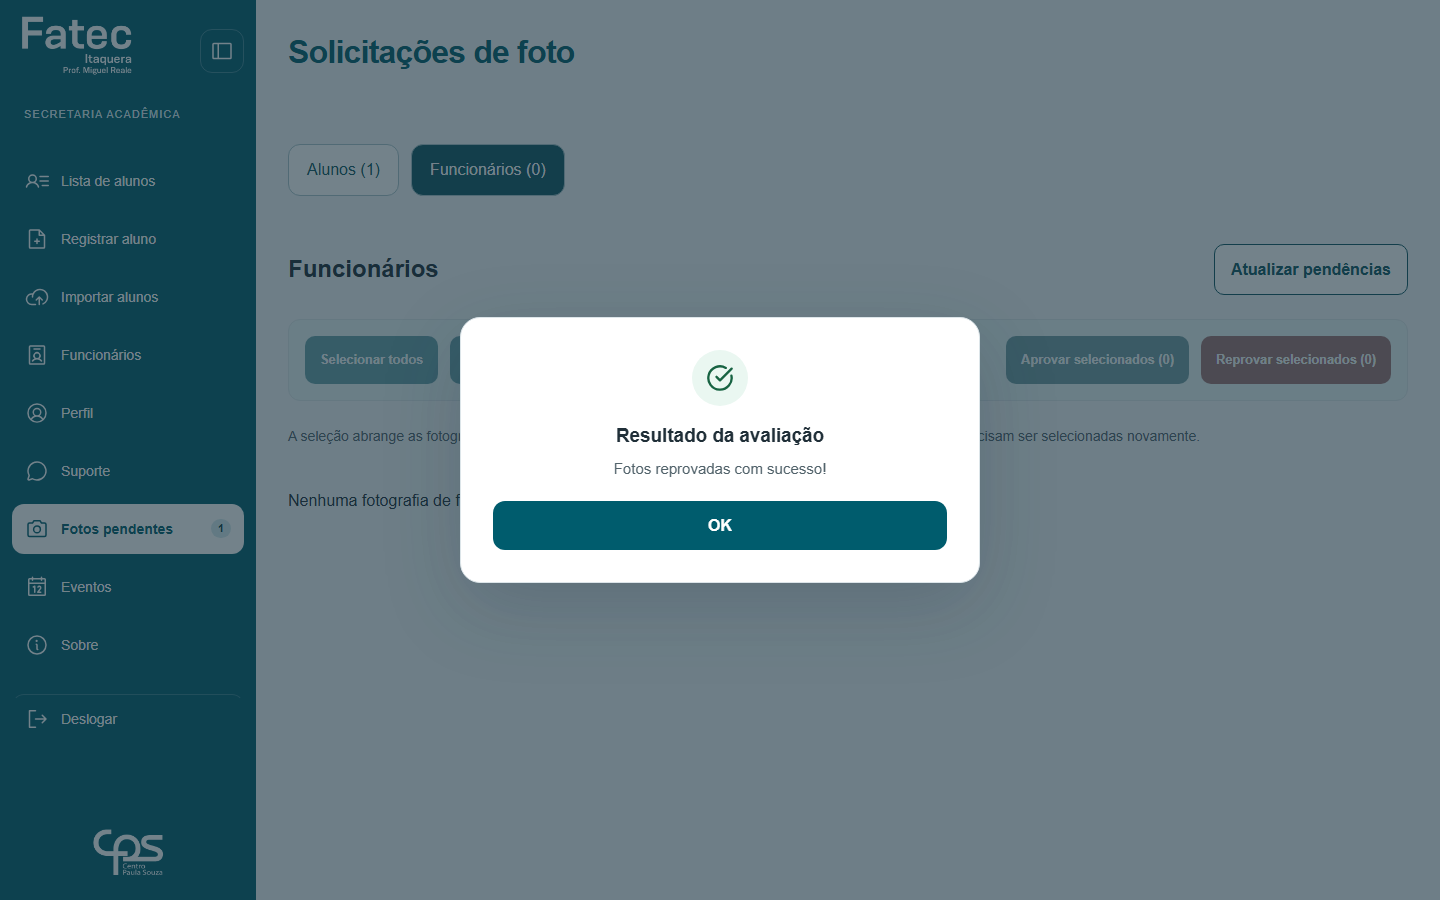 Fatec
Itaquera
Prof. Miguel Reale
SECRETARIA ACADÊMICA
Lista de alunos
Registrar aluno
Importar alunos
Funcionários
Perfil
Suporte
Fotos pendentes 1
Eventos
12
Sobre
Deslogar
cps
Centro
Paula Souza
Solicitações de foto
Alunos (1)
Funcionários (0)
Funcionários
Atualizar pendências
Selecionar todos
Aprovar selecionados (0)
Reprovar selecionados (0)
A seleção abrange as
ser selecionadas novamente.
Nenhuma fotografia de
Resultado da avaliação
Fotos reprovadas com sucesso!
OK